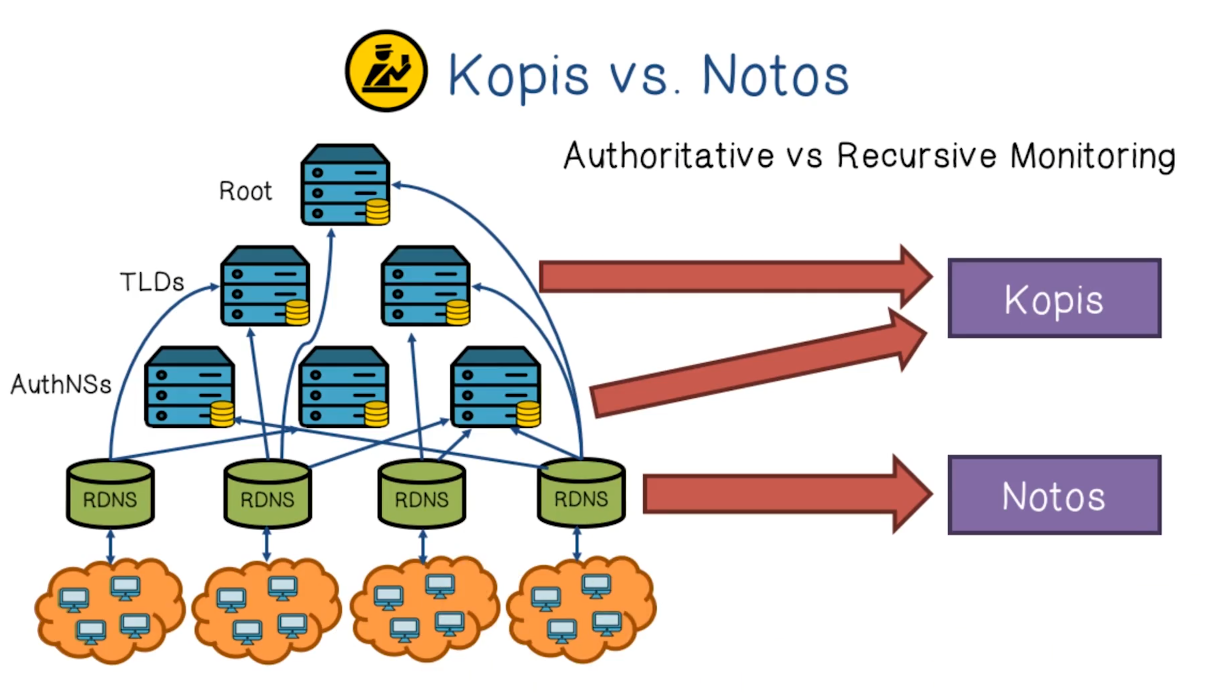 Kopis vs. Notos
Authoritative vs Recursive Monitoring
Root
TLDs
Kopis
AuthNSs
RDNS
RDNS
RDNS
RDNS
Notos